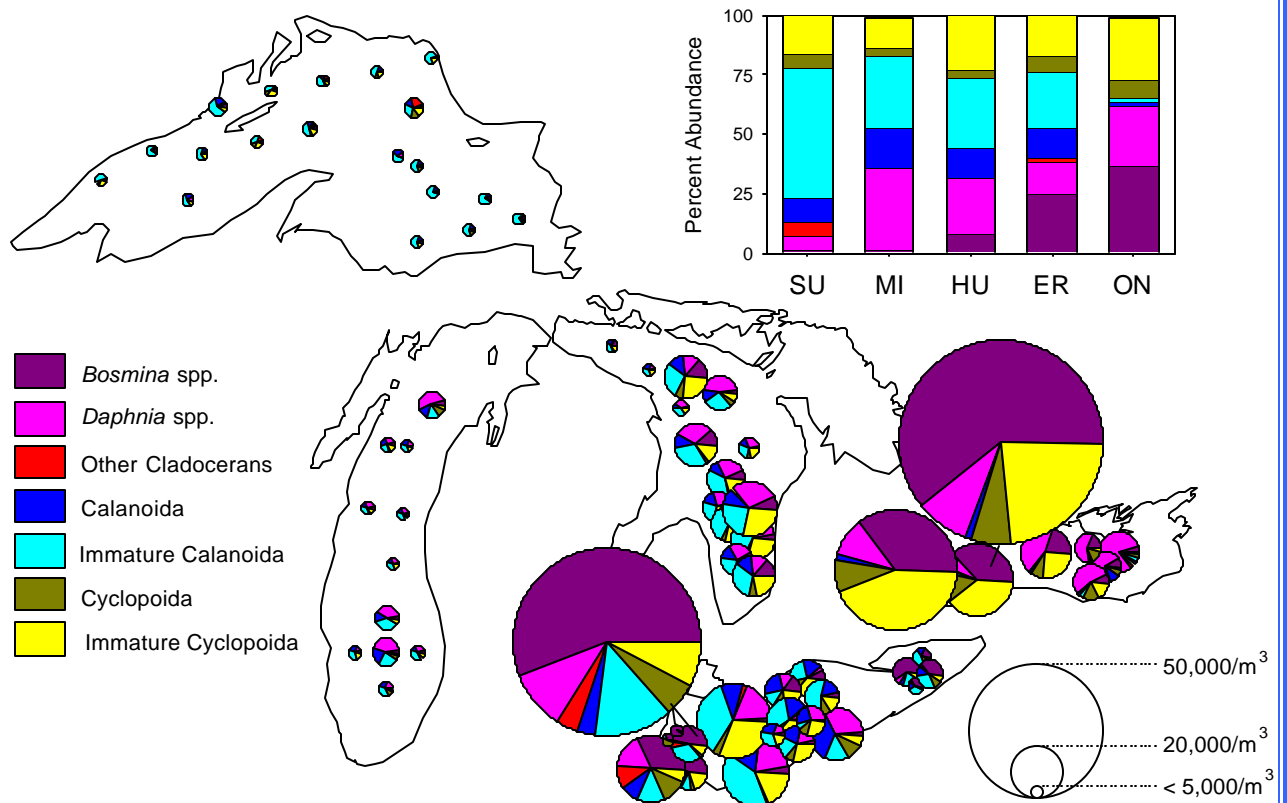 100
75
50
25
0
Percent Abundance
SU MI HU ER ON
Bosmina spp.
Daphnia spp.
Other Cladocerans
Calanoida
Immature Calanoida
Cyclopoida
Immature Cyclopoida
50,000/m³
20,000/m³
< 5,000/m³